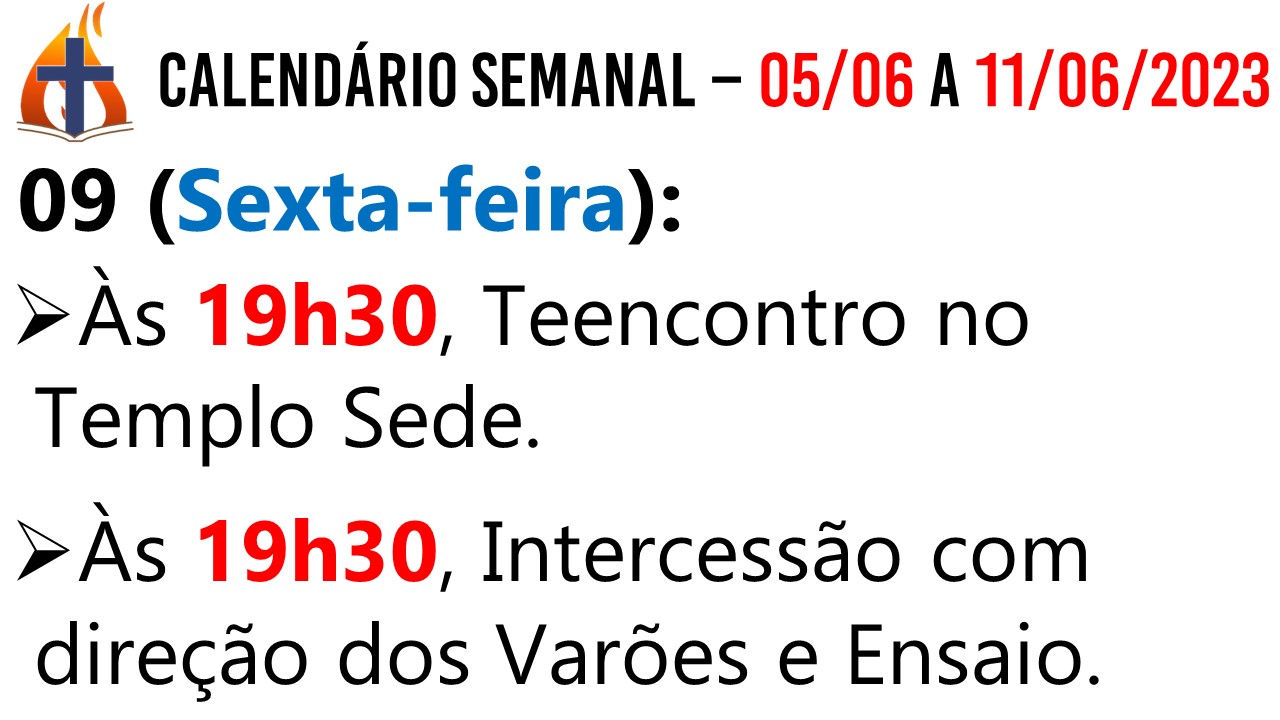 CALENDÁRIO SEMANAL – 05/06 A 11/06/2023
09 (Sexta-feira):
➢Às 19h30, Teencontro no
Templo Sede.
➢Às 19h30, Intercessão com
direção dos Varões e Ensaio.